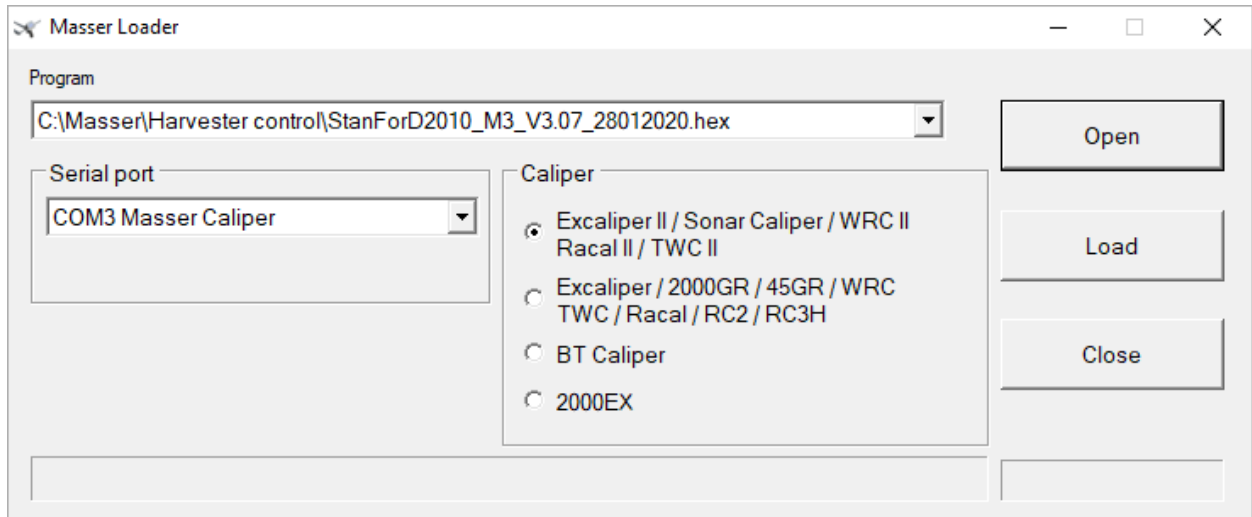 Masser Loader
Program
C:\Masser\Harvester control\StanForD2010_M3_V3.07_28012020.hex
Open
Serial port
COM3 Masser Caliper
Caliper
Excaliper II / Sonar Caliper / WRC II
Racal II / TWC II
Excaliper / 2000GR / 45GR / WRC
TWC / Racal / RC2 / RC3H
BT Caliper
2000EX
Load
Close